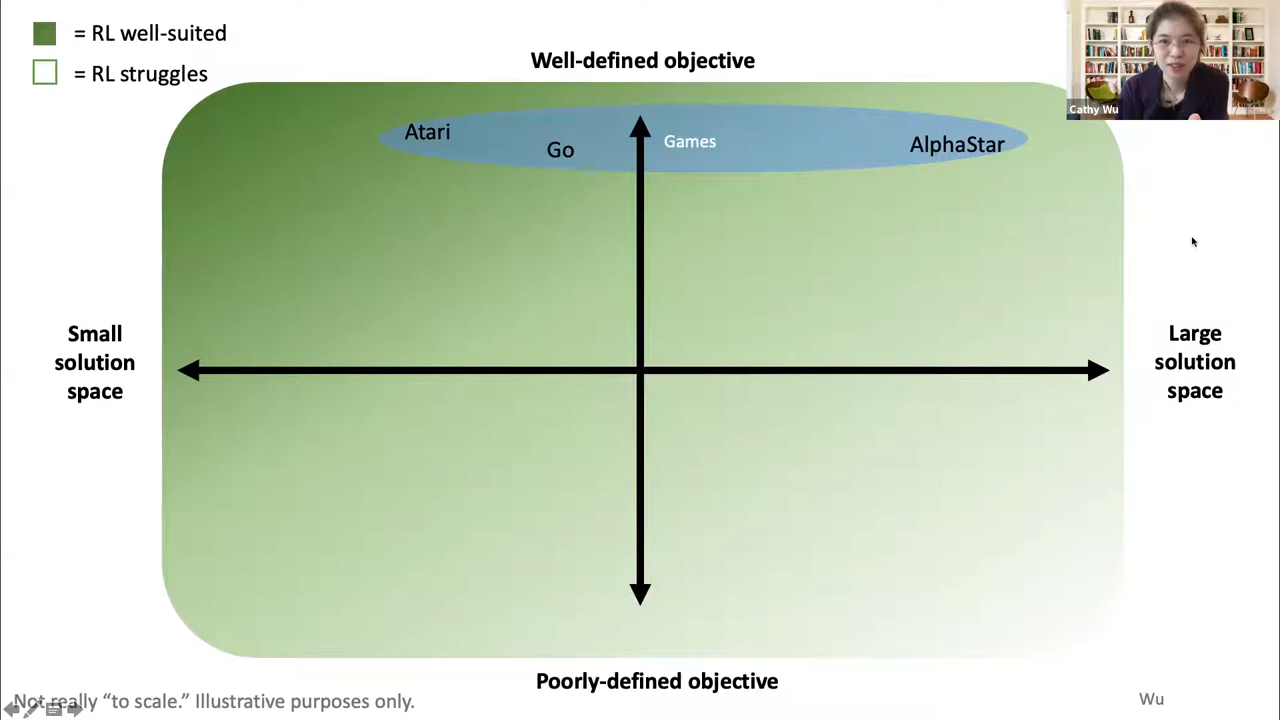 = RL well-suited
= RL struggles
Well-defined objective
Cathy Wu
Atari
Go
Games
AlphaStar
Small
solution
space
Large
solution
space
Poorly-defined objective
Not really “to scale.” Illustrative purposes only.
Wu